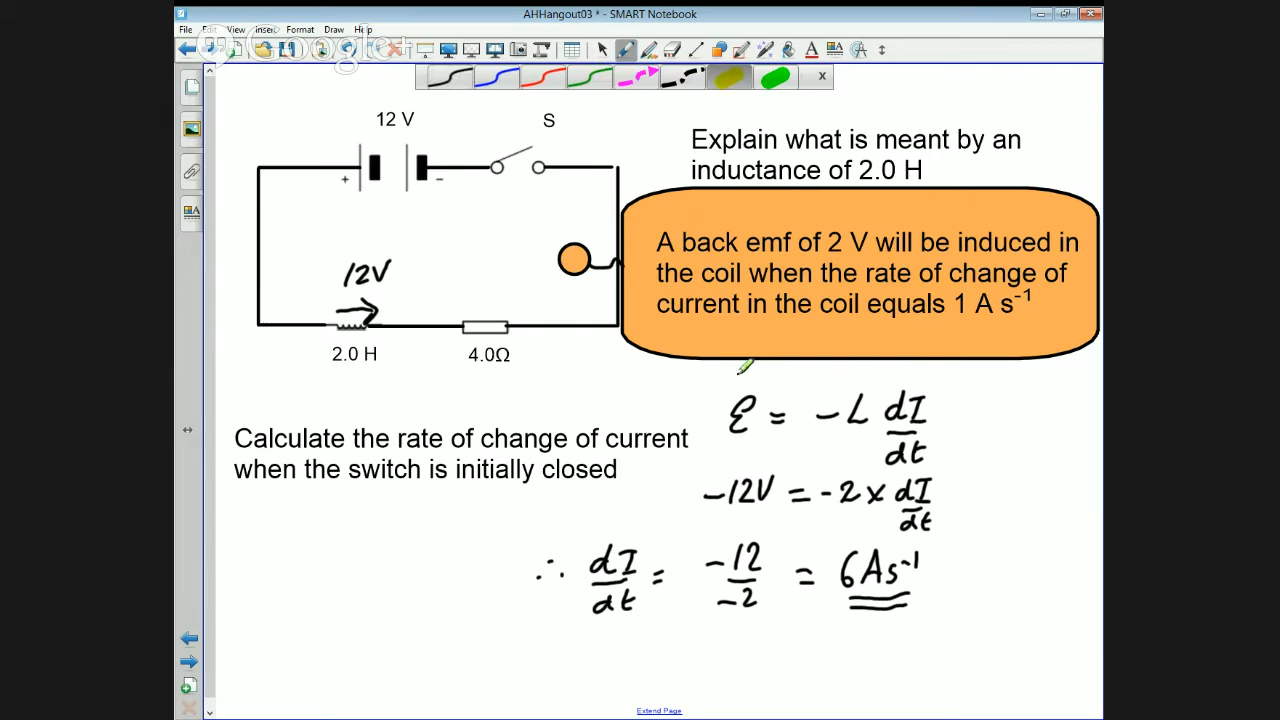 AHHangout03 * - SMART Notebook
File Edit View Insert Format Draw Help
Google+
x
12 V
S
+
-
12V
2.0 H
4.0Ω
Explain what is meant by an
inductance of 2.0 H
A back emf of 2 V will be induced in
the coil when the rate of change of
current in the coil equals 1 A s⁻¹
Calculate the rate of change of current
when the switch is initially closed
ℰ = -L dI/dt
-12V = -2 x dI/dt
∴ dI/dt = -12/-2 = 6As⁻¹
Extend Page